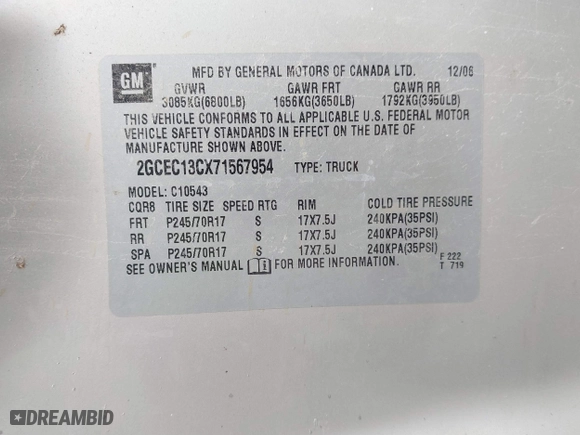 GM
MFD BY GENERAL MOTORS OF CANADA LTD. 12/06
GVWR GAWR FRT GAWR RR
3085KG(6800LB) 1656KG(3650LB) 1792KG(3950LB)
THIS VEHICLE CONFORMS TO ALL APPLICABLE U.S. FEDERAL MOTOR
VEHICLE SAFETY STANDARDS IN EFFECT ON THE DATE OF
MANUFACTURE SHOWN ABOVE.
2GCEC13CX71567954 TYPE: TRUCK
MODEL: C10543
CQR8 TIRE SIZE SPEED RTG RIM COLD TIRE PRESSURE
FRT P245/70R17 S 17X7.5J 240KPA(35PSI)
RR P245/70R17 S 17X7.5J 240KPA(35PSI)
SPA P245/70R17 S 17X7.5J 240KPA(35PSI)
SEE OWNER'S MANUAL FOR MORE INFORMATION.
F 222
T 719
DREAMBID